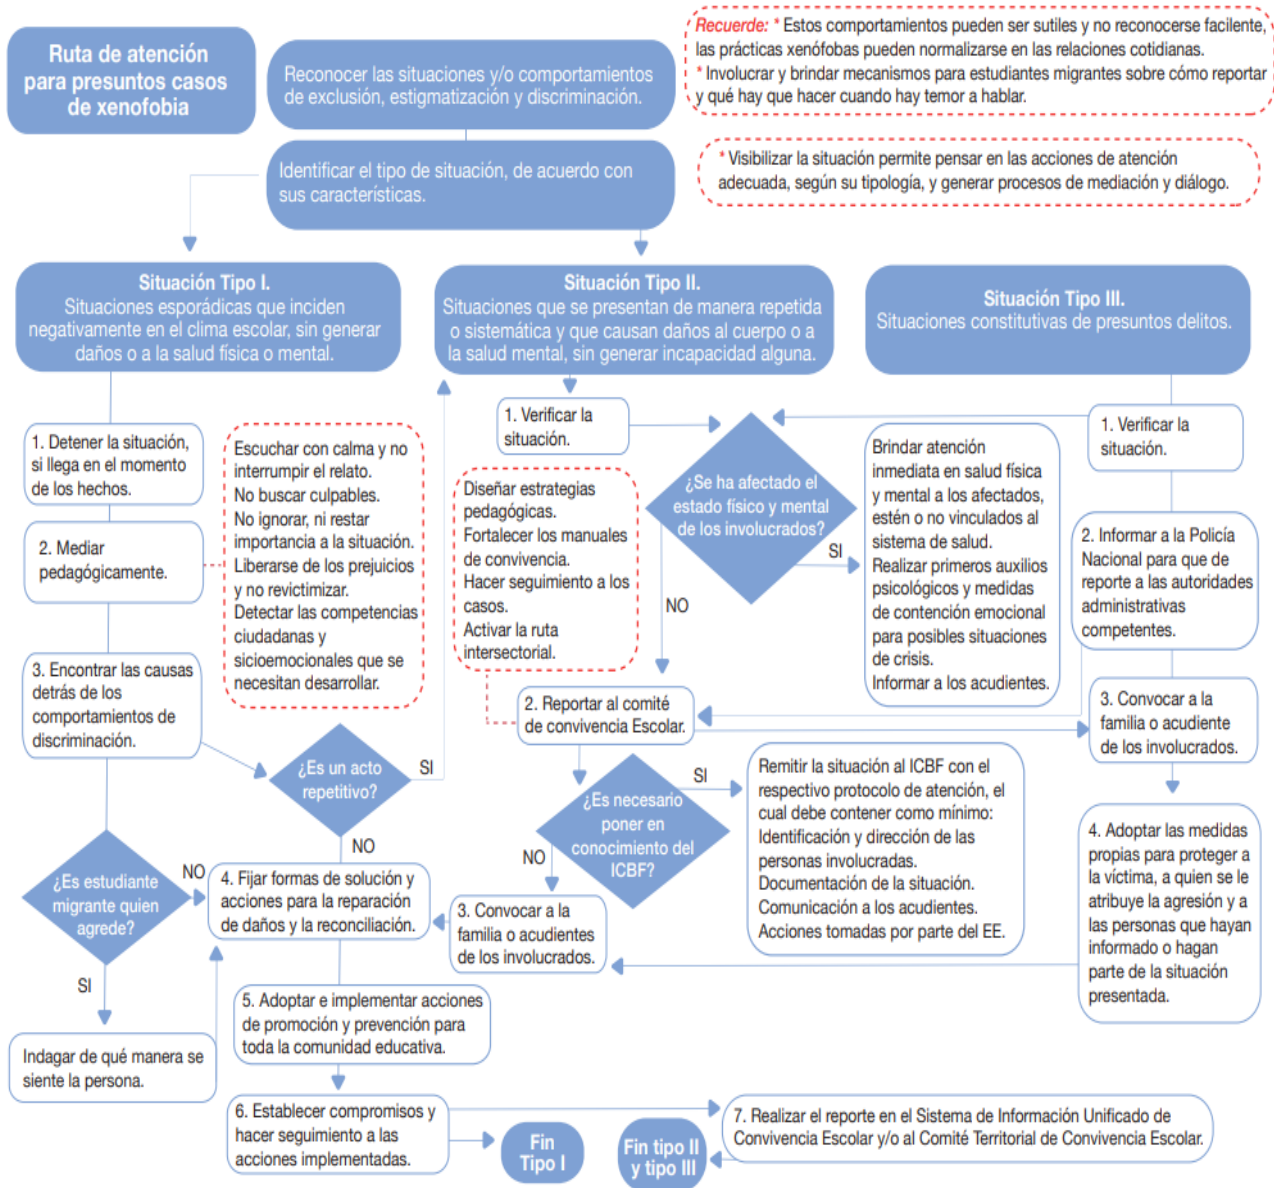 Ruta de atención
para presuntos casos
de xenofobia
Reconocer las situaciones y/o comportamientos
de exclusión, estigmatización y discriminación.
Recuerde: * Estos comportamientos pueden ser sutiles y no reconocerse facilente,
las prácticas xenófobas pueden normalizarse en las relaciones cotidianas.
* Involucrar y brindar mecanismos para estudiantes migrantes sobre cómo reportar
y qué hay que hacer cuando hay temor a hablar.
Identificar el tipo de situación, de acuerdo con
sus características.
* Visibilizar la situación permite pensar en las acciones de atención
adecuada, según su tipología, y generar procesos de mediación y diálogo.
Situación Tipo I.
Situaciones esporádicas que inciden
negativamente en el clima escolar, sin generar
daños o a la salud física o mental.
Situación Tipo II.
Situaciones que se presentan de manera repetida
o sistemática y que causan daños al cuerpo o a
la salud mental, sin generar incapacidad alguna.
Situación Tipo III.
Situaciones constitutivas de presuntos delitos.
1. Detener la situación,
si llega en el momento
de los hechos.
2. Mediar
pedagógicamente.
Escuchar con calma y no
interrumpir el relato.
No buscar culpables.
No ignorar, ni restar
importancia a la situación.
Liberarse de los prejuicios
y no revictimizar.
Detectar las competencias
ciudadanas y
sicioemocionales que se
necesitan desarrollar.
3. Encontrar las causas
detrás de los
comportamientos de
discriminación.
¿Es un acto
repetitivo?
SI
NO
¿Es estudiante
migrante quien
agrede?
NO
SI
Indagar de qué manera se
siente la persona.
4. Fijar formas de solución y
acciones para la reparación
de daños y la reconciliación.
5. Adoptar e implementar acciones
de promoción y prevención para
toda la comunidad educativa.
6. Establecer compromisos y
hacer seguimiento a las
acciones implementadas.
Fin
Tipo I
1. Verificar la
situación.
Diseñar estrategias
pedagógicas.
Fortalecer los manuales
de convivencia.
Hacer seguimiento a los
casos.
Activar la ruta
intersectorial.
¿Se ha afectado el
estado físico y mental
de los involucrados?
SI
NO
Brindar atención
inmediata en salud física
y mental a los afectados,
estén o no vinculados al
sistema de salud.
Realizar primeros auxilios
psicológicos y medidas
de contención emocional
para posibles situaciones
de crisis.
Informar a los acudientes.
2. Reportar al comité
de convivencia Escolar.
¿Es necesario
poner en
conocimiento del
ICBF?
SI
NO
Remitir la situación al ICBF con el
respectivo protocolo de atención, el
cual debe contener como mínimo:
Identificación y dirección de las
personas involucradas.
Documentación de la situación.
Comunicación a los acudientes.
Acciones tomadas por parte del EE.
3. Convocar a la
familia o acudientes
de los involucrados.
1. Verificar la
situación.
2. Informar a la Policía
Nacional para que de
reporte a las autoridades
administrativas
competentes.
3. Convocar a la
familia o acudiente
de los involucrados.
4. Adoptar las medidas
propias para proteger a
la víctima, a quien se le
atribuye la agresión y a
las personas que hayan
informado o hagan
parte de la situación
presentada.
7. Realizar el reporte en el Sistema de Información Unificado de
Convivencia Escolar y/o al Comité Territorial de Convivencia Escolar.
Fin tipo II
y tipo III